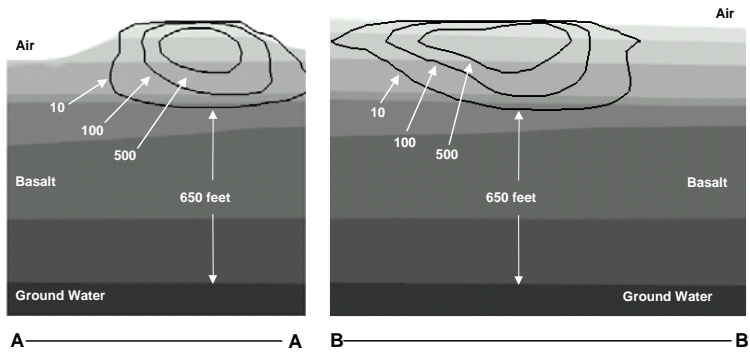 Air
10
100
500
650 feet
Basalt
Ground Water
A A
Air
10
100
500
650 feet
Basalt
Ground Water
B B